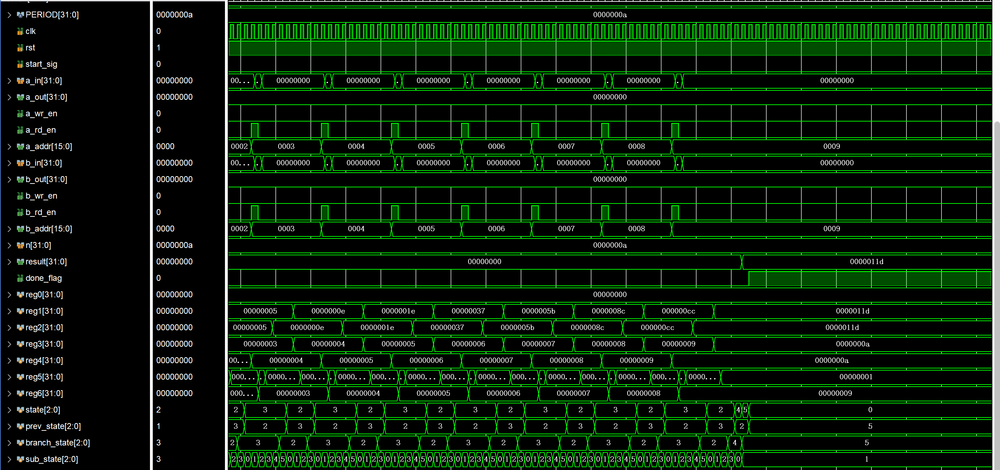 PERIOD[31:0] 0000000a 0000000a
clk 0
rst 1
start_sig 0
a_in[31:0] 00000000 00... . 00000000 . 00000000 . 00000000 . 00000000 . 00000000 . 00000000 . 00000000
a_out[31:0] 00000000 00000000
a_wr_en 0
a_rd_en 0
a_addr[15:0] 0000 0002 0003 0004 0005 0006 0007 0008 0009
b_in[31:0] 00000000 00... . 00000000 . 00000000 . 00000000 . 00000000 . 00000000 . 00000000 . 00000000
b_out[31:0] 00000000 00000000
b_wr_en 0
b_rd_en 0
b_addr[15:0] 0000 0002 0003 0004 0005 0006 0007 0008 0009
n[31:0] 0000000a 0000000a
result[31:0] 00000000 00000000 0000011d
done_flag 0
reg0[31:0] 00000000 00000000
reg1[31:0] 00000000 00000005 0000000e 0000001e 00000037 0000005b 0000008c 000000cc 0000011d
reg2[31:0] 00000000 00000005 0000000e 0000001e 00000037 0000005b 0000008c 000000cc 0000011d
reg3[31:0] 00000000 00000003 00000004 00000005 00000006 00000007 00000008 00000009 0000000a
reg4[31:0] 00000000 00... 00000004 00000005 00000006 00000007 00000008 00000009 0000000a
reg5[31:0] 00000000 000... . 0000... 000... . 0000... 000... . 0000... 000... . 0000... 000... . 0000... 000... . 0000... 000... . 0000... 00000001
reg6[31:0] 00000000 000... 00000003 00000004 00000005 00000006 00000007 00000008 00000009
state[2:0] 2 2 3 2 3 2 3 2 3 2 3 2 3 2 3 2 4 5 0
prev_state[2:0] 1 3 2 3 2 3 2 3 2 3 2 3 2 3 2 3 2 5
branch_state[2:0] 3 2 3 2 3 2 3 2 3 2 3 2 3 2 3 2 4 5
sub_state[2:0] 3 2 3 0 1 2 3 4 5 0 1 2 3 0 1 2 3 4 5 0 1 2 3 0 1 2 3 4 5 0 1 2 3 0 1 2 3 4 5 0 1 2 3 0 1 2 3 4 5 0 1 2 3 0 1 2 3 4 5 0 1 2 3 0 1 2 3 4 5 0 1 2 3 0 1